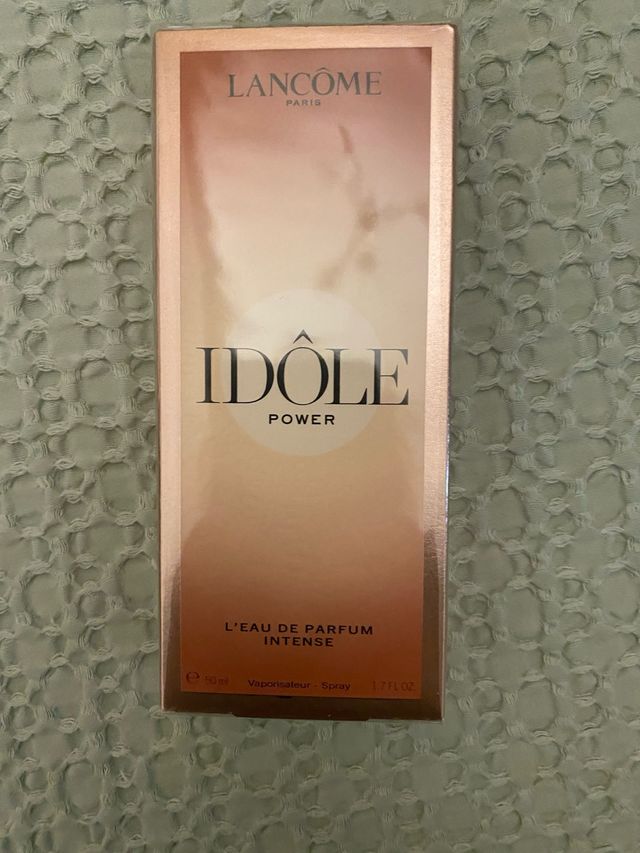 LANCÔME
PARIS
IDÔLE
POWER
L'EAU DE PARFUM
INTENSE
e 50 ml Vaporisateur - Spray 1.7 FL.OZ.